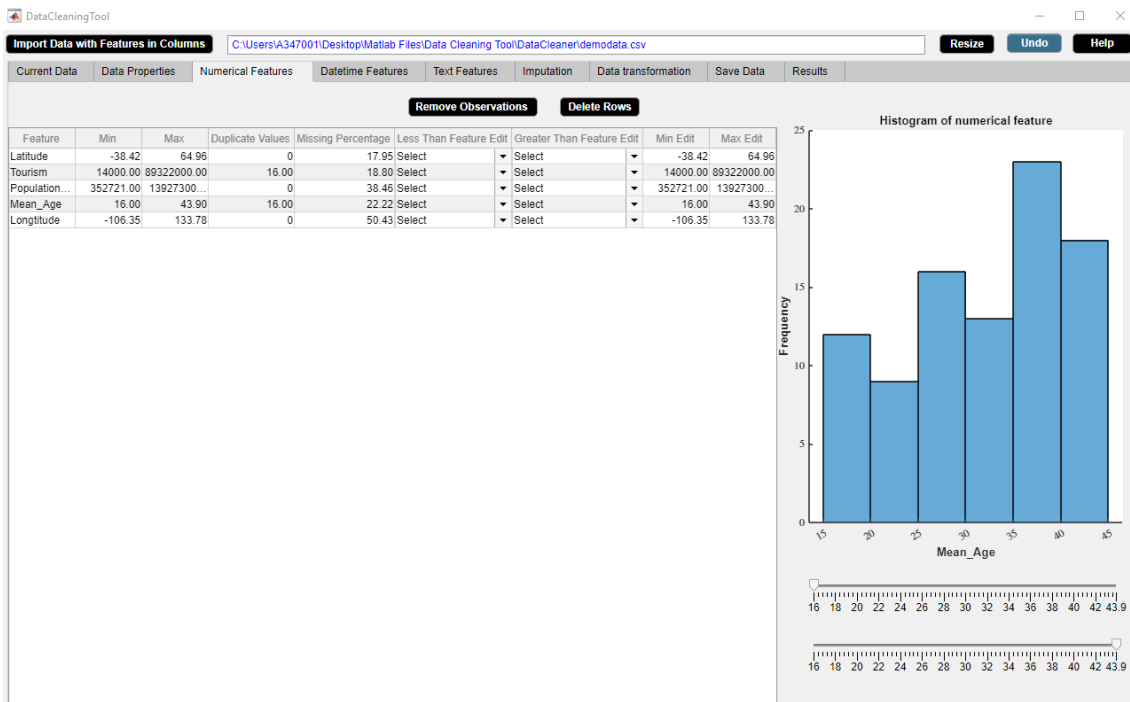 DataCleaningTool
Import Data with Features in Columns C:\Users\A347001\Desktop\Matlab Files\Data Cleaning Tool\DataCleaner\demodata.csv Resize Undo Help
Current Data Data Properties Numerical Features Datetime Features Text Features Imputation Data transformation Save Data Results
Remove Observations Delete Rows
Feature Min Max Duplicate Values Missing Percentage Less Than Feature Edit Greater Than Feature Edit Min Edit Max Edit
Latitude -38.42 64.96 0 17.95 Select Select -38.42 64.96
Tourism 14000.00 89322000.00 16.00 18.80 Select Select 14000.00 89322000.00
Population... 352721.00 13927300... 0 38.46 Select Select 352721.00 13927300...
Mean_Age 16.00 43.90 16.00 22.22 Select Select 16.00 43.90
Longtitude -106.35 133.78 0 50.43 Select Select -106.35 133.78
Histogram of numerical feature
25
20
15
10
5
0
Frequency
15 20 25 30 35 40 45
Mean_Age
16 18 20 22 24 26 28 30 32 34 36 38 40 42 43.9
16 18 20 22 24 26 28 30 32 34 36 38 40 42 43.9